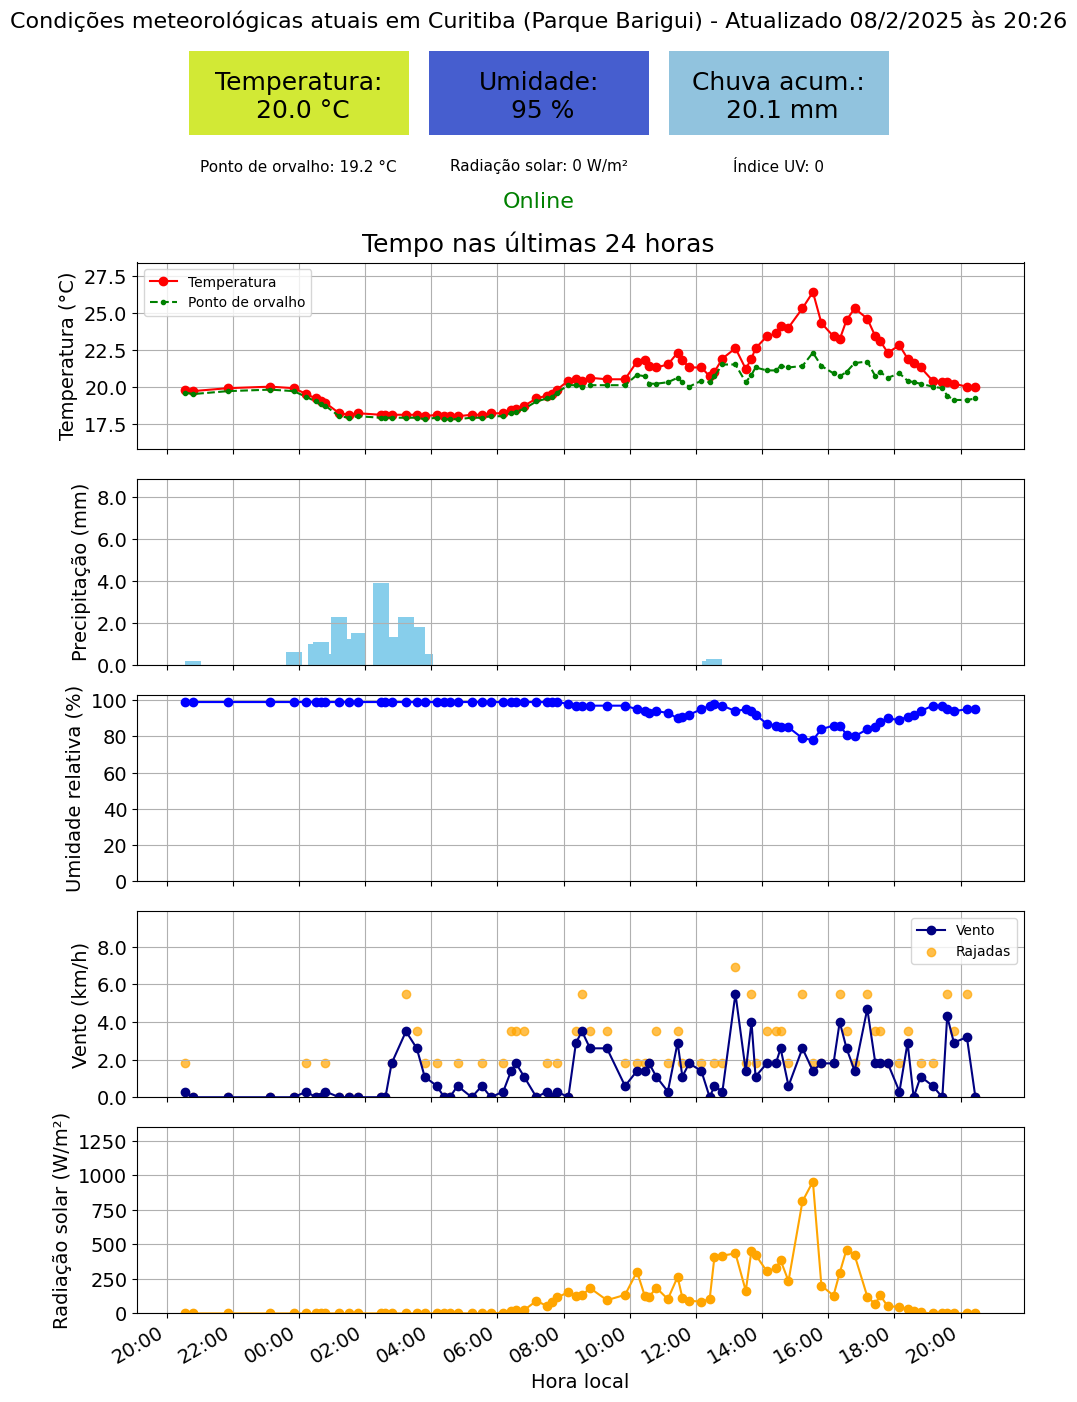 Condições meteorológicas atuais em Curitiba (Parque Barigui) - Atualizado 08/2/2025 às 20:26
Temperatura:
20.0 °C
Umidade:
95 %
Chuva acum.:
20.1 mm
Ponto de orvalho: 19.2 °C
Radiação solar: 0 W/m²
Índice UV: 0
Online
Tempo nas últimas 24 horas
Temperatura (°C)
27.5
25.0
22.5
20.0
17.5
Temperatura
Ponto de orvalho
Precipitação (mm)
8.0
6.0
4.0
2.0
0.0
Umidade relativa (%)
100
80
60
40
20
0
Vento (km/h)
8.0
6.0
4.0
2.0
0.0
Vento
Rajadas
Radiação solar (W/m²)
1250
1000
750
500
250
0
20:00
22:00
00:00
02:00
04:00
06:00
08:00
10:00
12:00
14:00
16:00
18:00
20:00
Hora local